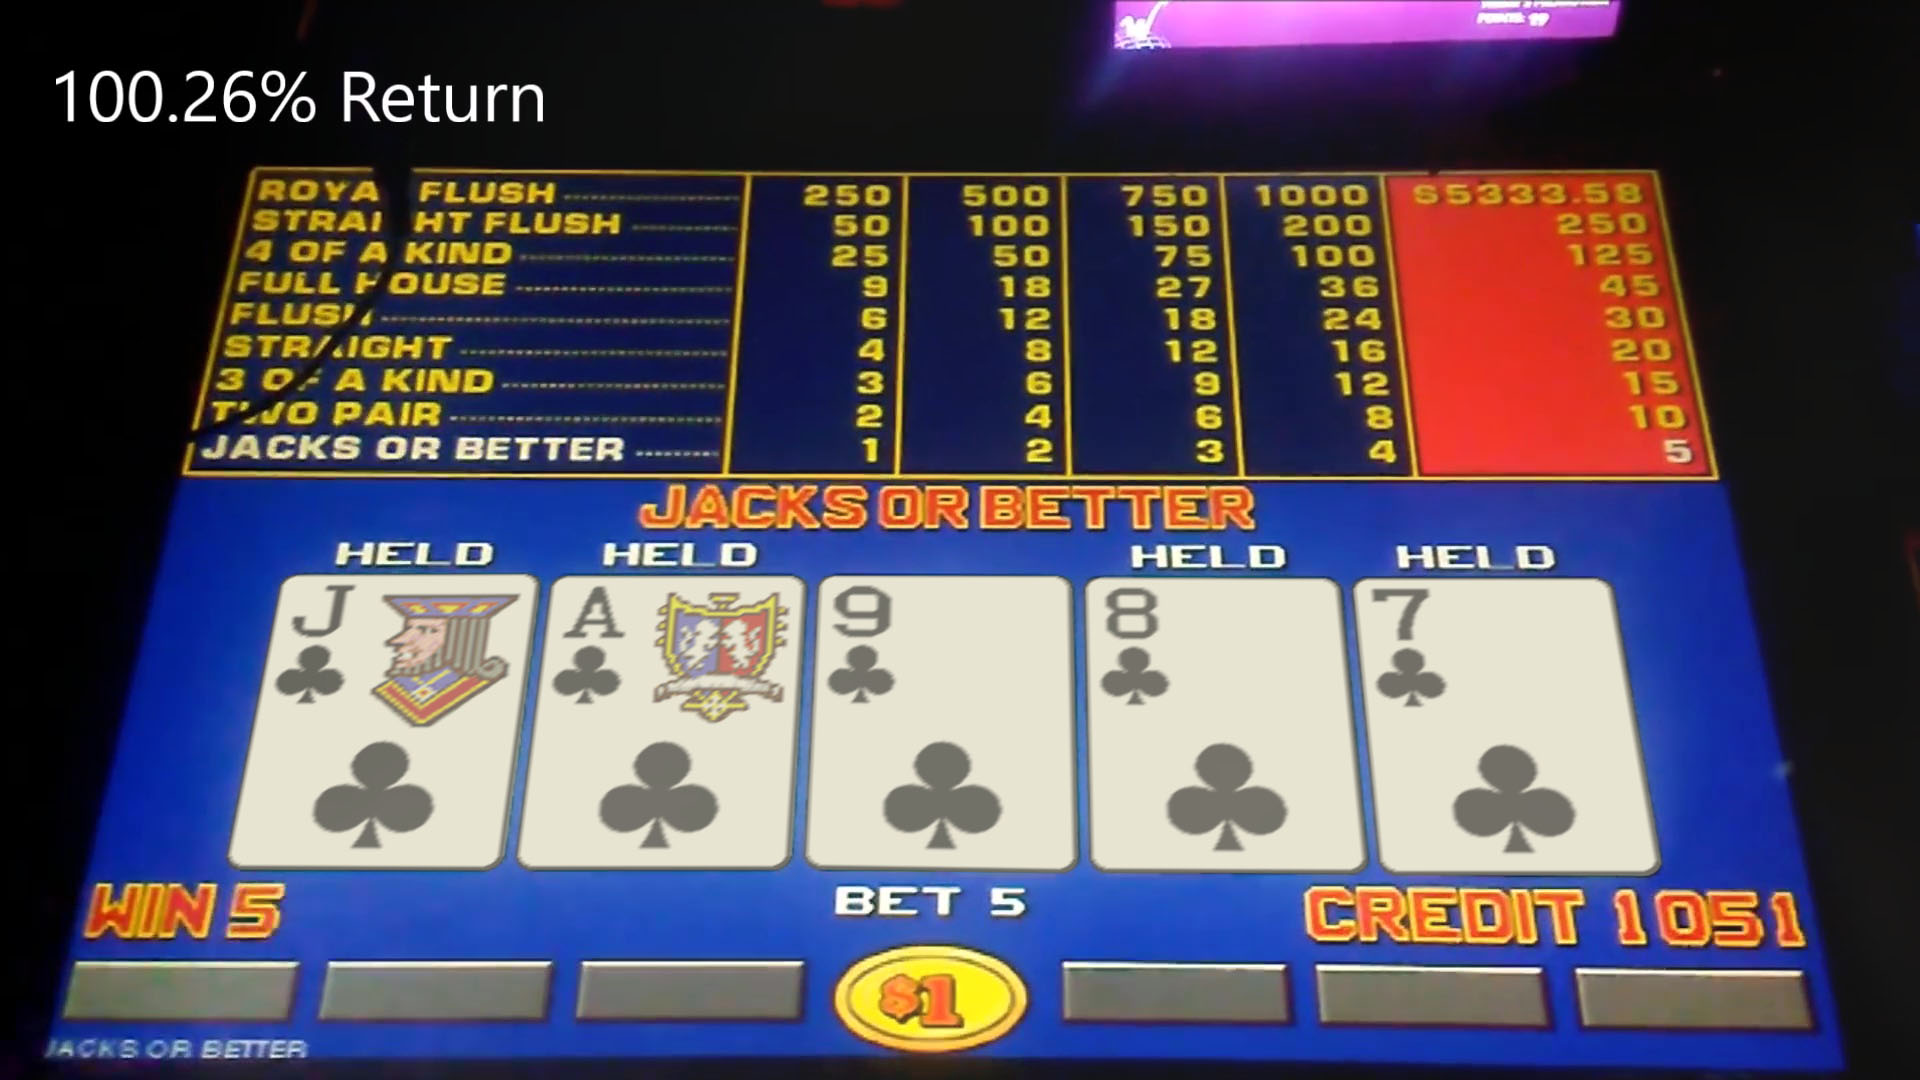 POINTS: 99
100.26% Return
ROYA FLUSH 250 500 750 1000 $5333.58
STRAIGHT FLUSH 50 100 150 200 250
4 OF A KIND 25 50 75 100 125
FULL HOUSE 9 18 27 36 45
FLUSH 6 12 18 24 30
STRAIGHT 4 8 12 16 20
3 OF A KIND 3 6 9 12 15
TWO PAIR 2 4 6 8 10
JACKS OR BETTER 1 2 3 4 5
JACKS OR BETTER
HELD HELD HELD HELD
J A 9 8 7
WIN 5 BET 5 CREDIT 1051
$1
JACKS OR BETTER